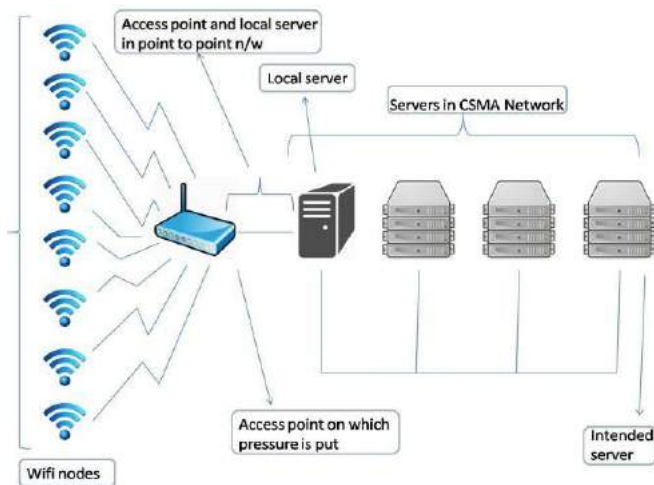 Access point and local server
in point to point n/w
Local server
Servers in CSMA Network
Access point on which
pressure is put
Intended
server
Wifi nodes